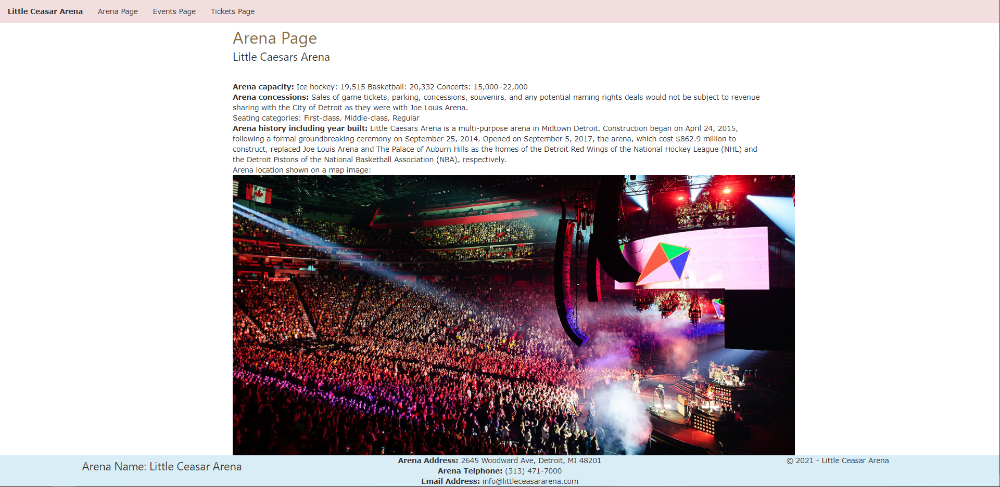 Little Ceasar Arena Arena Page Events Page Tickets Page
Arena Page
Little Caesars Arena
Arena capacity: Ice hockey: 19,515 Basketball: 20,332 Concerts: 15,000–22,000
Arena concessions: Sales of game tickets, parking, concessions, souvenirs, and any potential naming rights deals would not be subject to revenue
sharing with the City of Detroit as they were with Joe Louis Arena.
Seating categories: First-class, Middle-class, Regular
Arena history including year built: Little Caesars Arena is a multi-purpose arena in Midtown Detroit. Construction began on April 24, 2015,
following a formal groundbreaking ceremony on September 25, 2014. Opened on September 5, 2017, the arena, which cost $862.9 million to
construct, replaced Joe Louis Arena and The Palace of Auburn Hills as the homes of the Detroit Red Wings of the National Hockey League (NHL) and
the Detroit Pistons of the National Basketball Association (NBA), respectively.
Arena location shown on a map image:
Arena Name: Little Ceasar Arena
Arena Address: 2645 Woodward Ave, Detroit, MI 48201
Arena Telphone: (313) 471-7000
Email Address: info@littleceasararena.com
© 2021 - Little Ceasar Arena